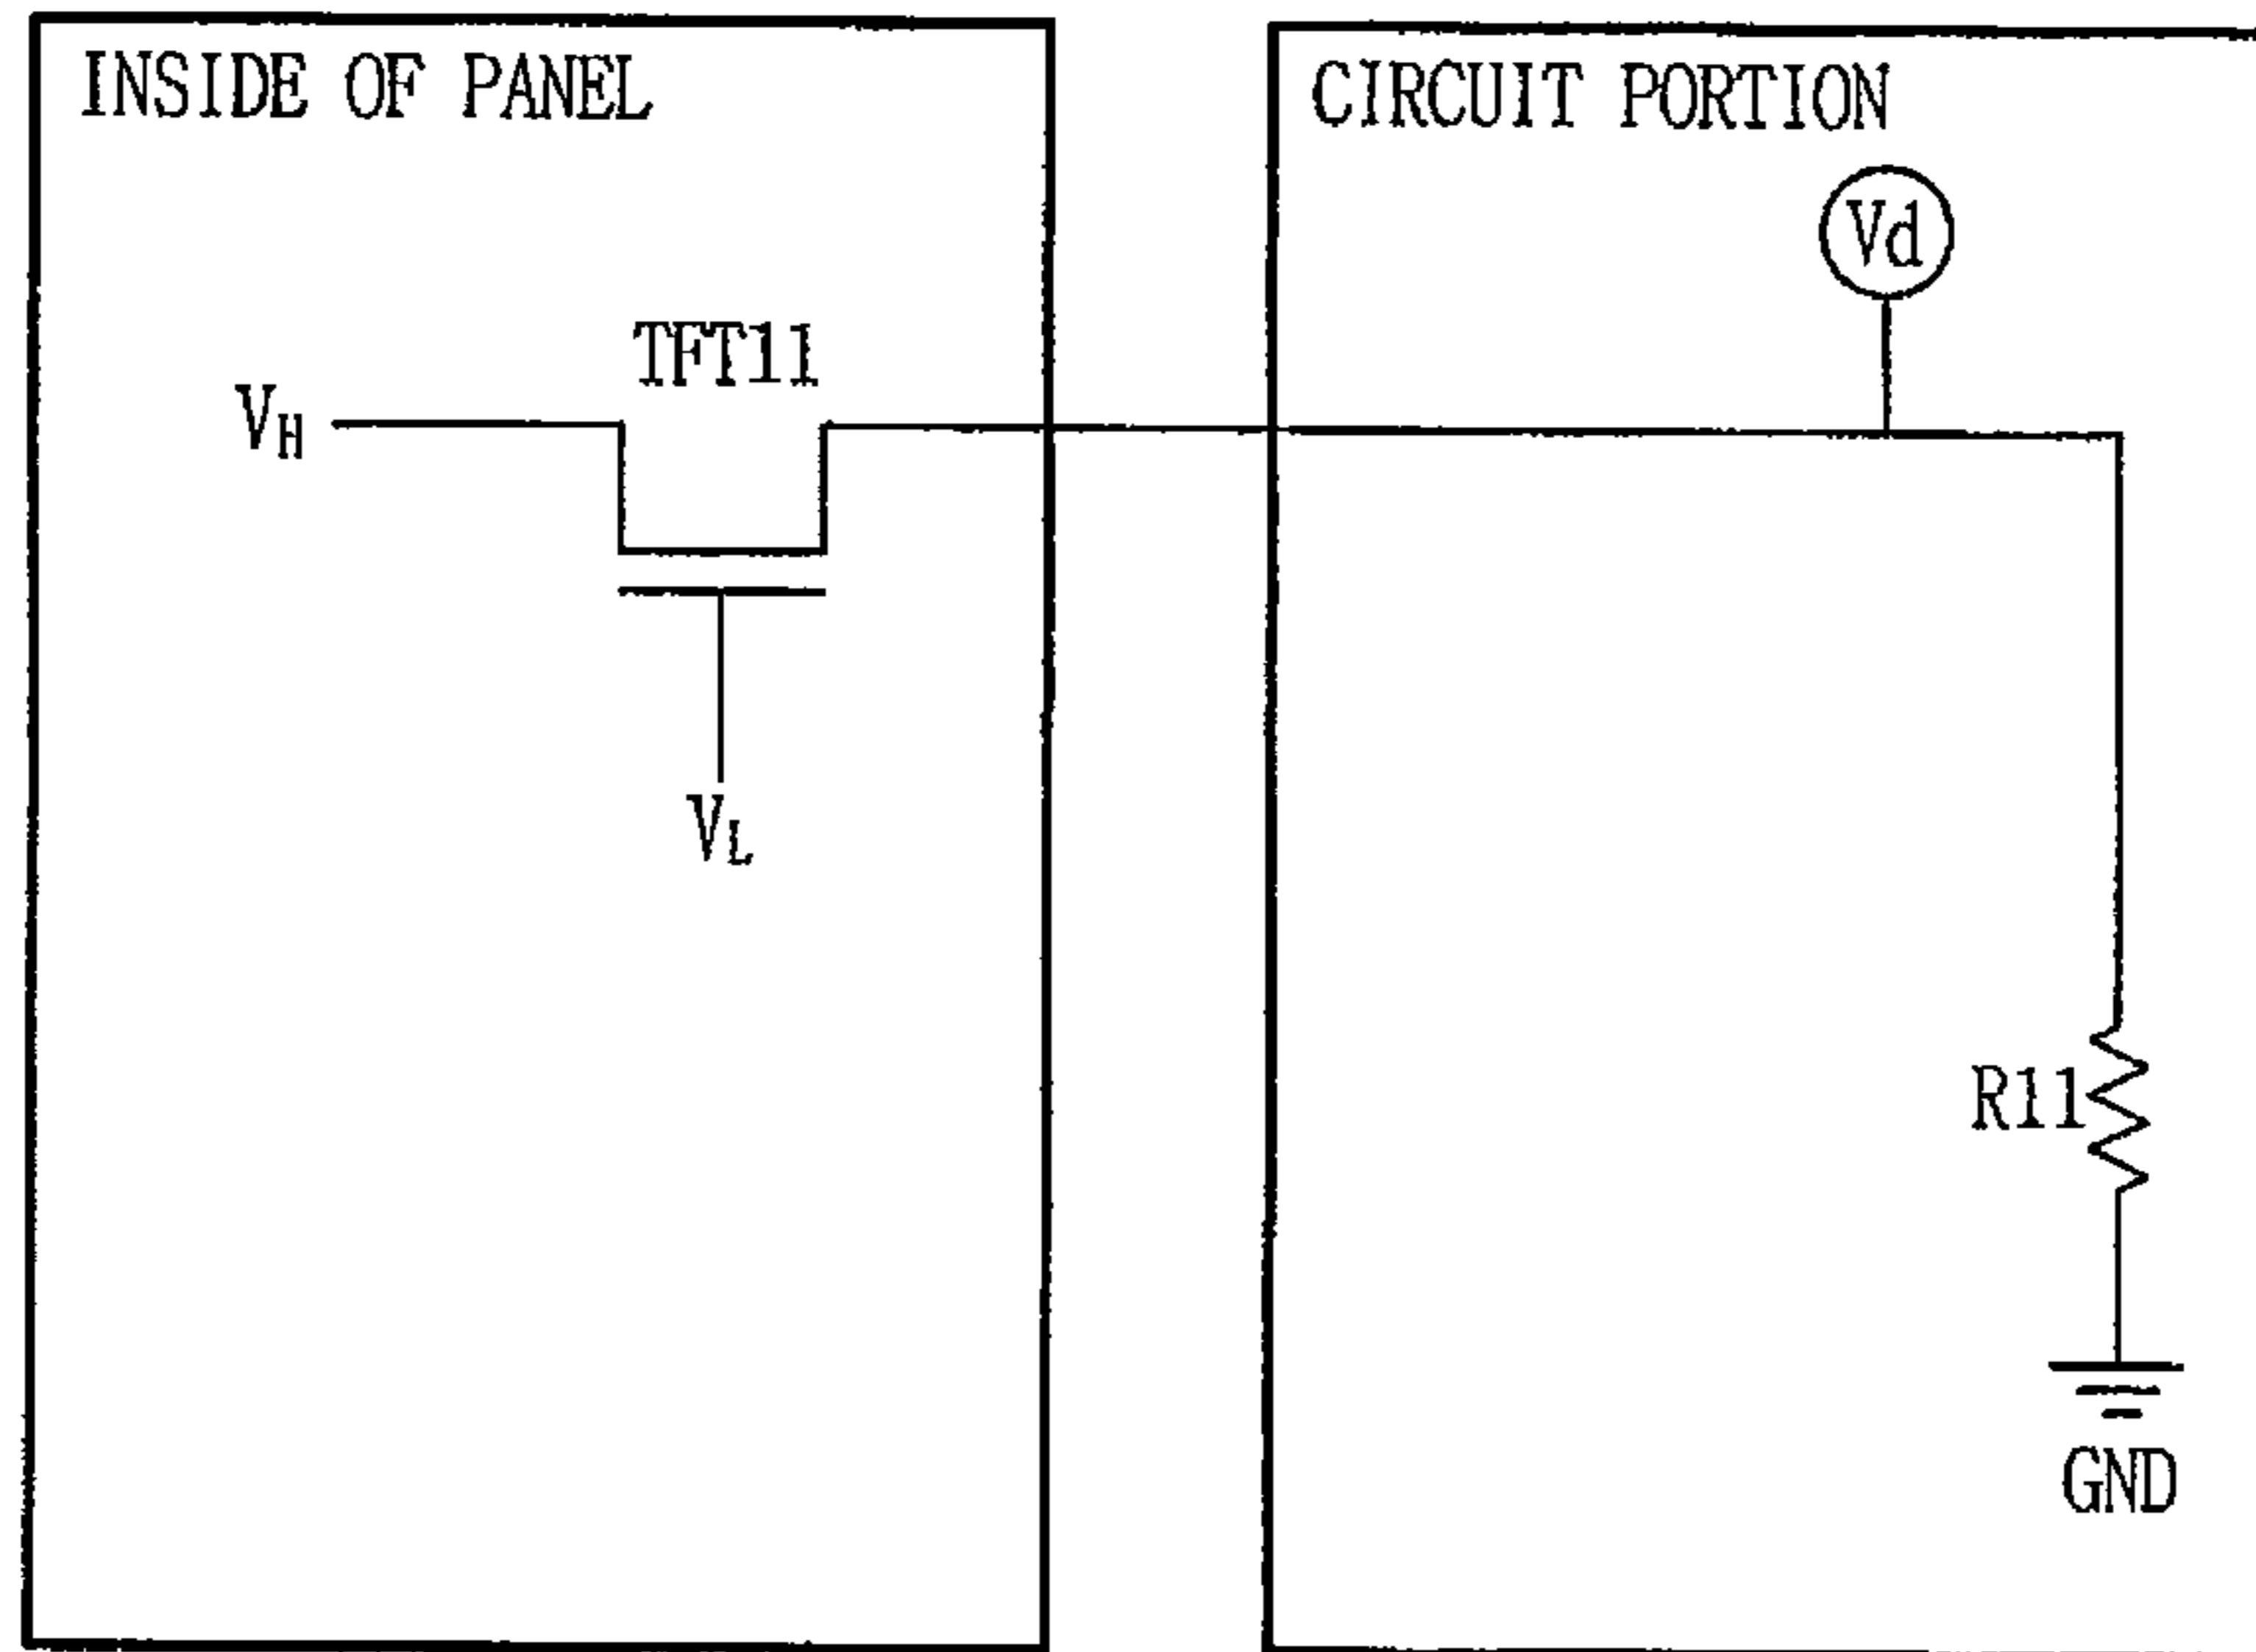 INSIDE OF PANEL
CIRCUIT PORTION
Vd
TFT11
VH
VL
R11
GND